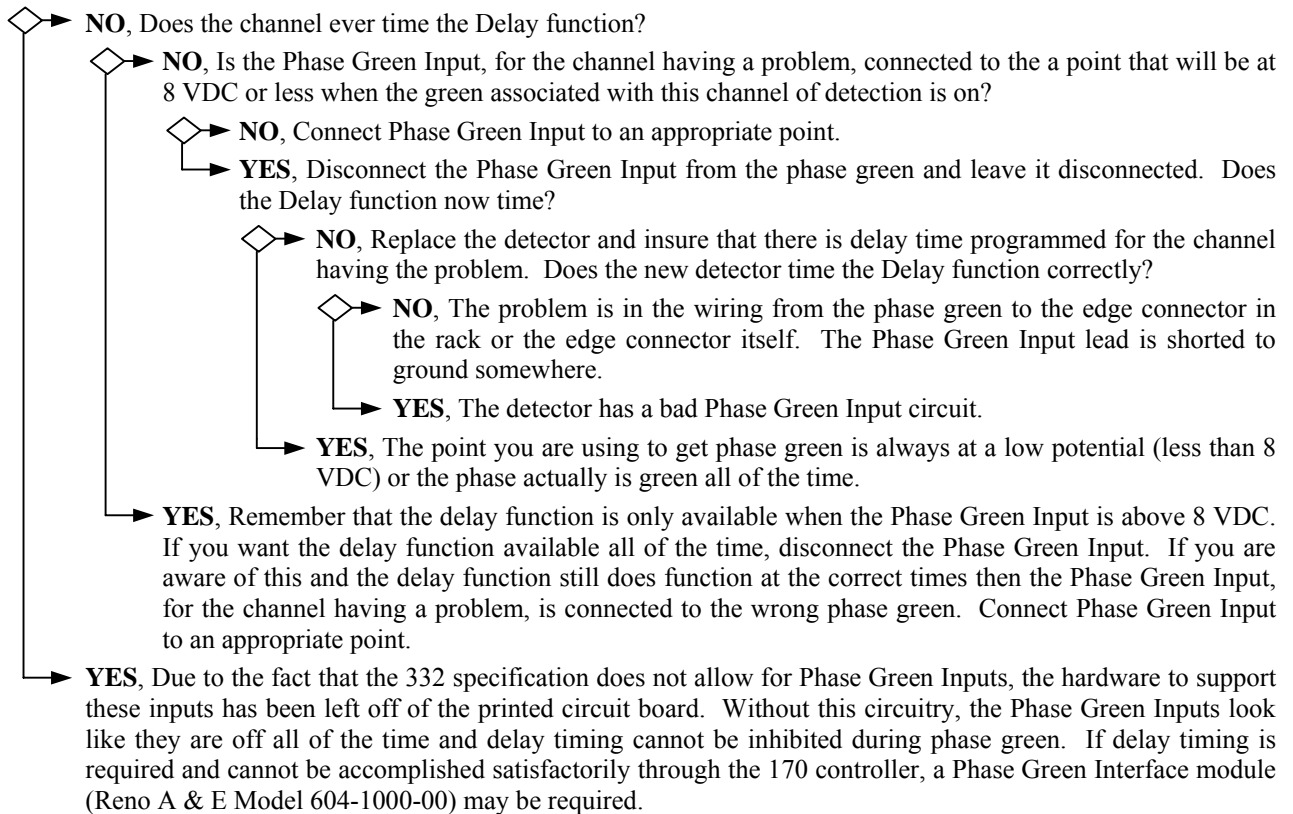 NO, Does the channel ever time the Delay function?
NO, Is the Phase Green Input, for the channel having a problem, connected to the a point that will be at
8 VDC or less when the green associated with this channel of detection is on?
NO, Connect Phase Green Input to an appropriate point.
YES, Disconnect the Phase Green Input from the phase green and leave it disconnected. Does
the Delay function now time?
NO, Replace the detector and insure that there is delay time programmed for the channel
having the problem. Does the new detector time the Delay function correctly?
NO, The problem is in the wiring from the phase green to the edge connector in
the rack or the edge connector itself. The Phase Green Input lead is shorted to
ground somewhere.
YES, The detector has a bad Phase Green Input circuit.
YES, The point you are using to get phase green is always at a low potential (less than 8
VDC) or the phase actually is green all of the time.
YES, Remember that the delay function is only available when the Phase Green Input is above 8 VDC.
If you want the delay function available all of the time, disconnect the Phase Green Input. If you are
aware of this and the delay function still does function at the correct times then the Phase Green Input,
for the channel having a problem, is connected to the wrong phase green. Connect Phase Green Input
to an appropriate point.
YES, Due to the fact that the 332 specification does not allow for Phase Green Inputs, the hardware to support
these inputs has been left off of the printed circuit board. Without this circuitry, the Phase Green Inputs look
like they are off all of the time and delay timing cannot be inhibited during phase green. If delay timing is
required and cannot be accomplished satisfactorily through the 170 controller, a Phase Green Interface module
(Reno A & E Model 604-1000-00) may be required.